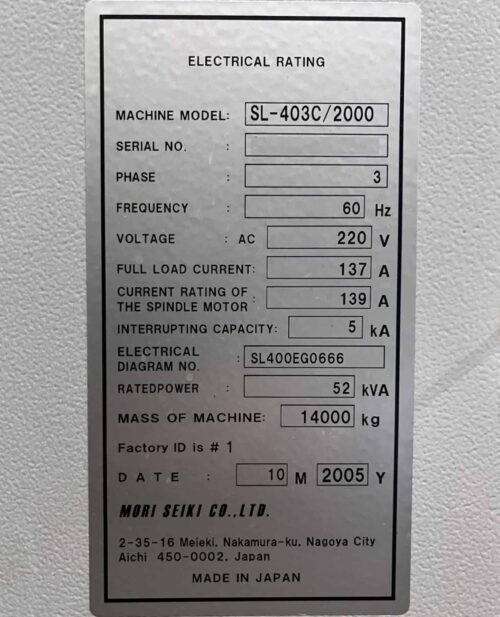 ELECTRICAL RATING
MACHINE MODEL: SL-403C/2000
SERIAL NO. :
PHASE : 3
FREQUENCY : 60 Hz
VOLTAGE : AC 220 V
FULL LOAD CURRENT: 137 A
CURRENT RATING OF
THE SPINDLE MOTOR : 139 A
INTERRUPTING CAPACITY: 5 kA
ELECTRICAL
DIAGRAM NO. : SL400EG0666
RATEDPOWER : 52 kVA
MASS OF MACHINE: 14000 kg
Factory ID is # 1
DATE : 10 M 2005 Y
MORI SEIKI CO.,LTD.
2-35-16 Meieki, Nakamura-ku, Nagoya City
Aichi 450-0002, Japan
MADE IN JAPAN